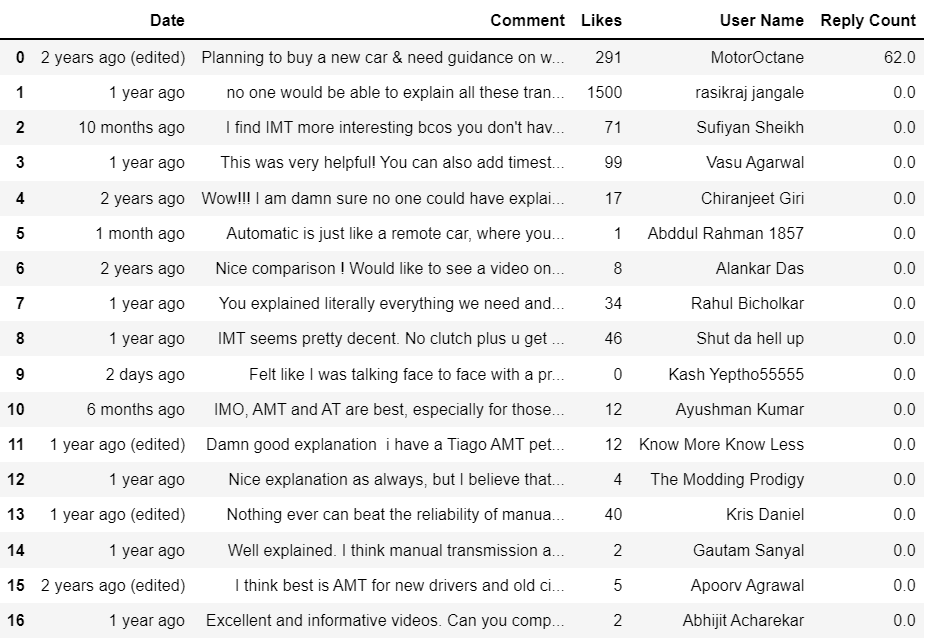 Date Comment Likes User Name Reply Count
0 2 years ago (edited) Planning to buy a new car & need guidance on w... 291 MotorOctane 62.0
1 1 year ago no one would be able to explain all these tran... 1500 rasikraj jangale 0.0
2 10 months ago I find IMT more interesting bcos you don't hav... 71 Sufiyan Sheikh 0.0
3 1 year ago This was very helpful! You can also add timest... 99 Vasu Agarwal 0.0
4 2 years ago Wow!!! I am damn sure no one could have explai... 17 Chiranjeet Giri 0.0
5 1 month ago Automatic is just like a remote car, where you... 1 Abddul Rahman 1857 0.0
6 2 years ago Nice comparison ! Would like to see a video on... 8 Alankar Das 0.0
7 1 year ago You explained literally everything we need and... 34 Rahul Bicholkar 0.0
8 1 year ago IMT seems pretty decent. No clutch plus u get ... 46 Shut da hell up 0.0
9 2 days ago Felt like I was talking face to face with a pr... 0 Kash Yeptho55555 0.0
10 6 months ago IMO, AMT and AT are best, especially for those... 12 Ayushman Kumar 0.0
11 1 year ago (edited) Damn good explanation  i have a Tiago AMT pet... 12 Know More Know Less 0.0
12 1 year ago Nice explanation as always, but I believe that... 4 The Modding Prodigy 0.0
13 1 year ago (edited) Nothing ever can beat the reliability of manua... 40 Kris Daniel 0.0
14 1 year ago Well explained. I think manual transmission a... 2 Gautam Sanyal 0.0
15 2 years ago (edited) I think best is AMT for new drivers and old ci... 5 Apoorv Agrawal 0.0
16 1 year ago Excellent and informative videos. Can you comp... 2 Abhijit Acharekar 0.0